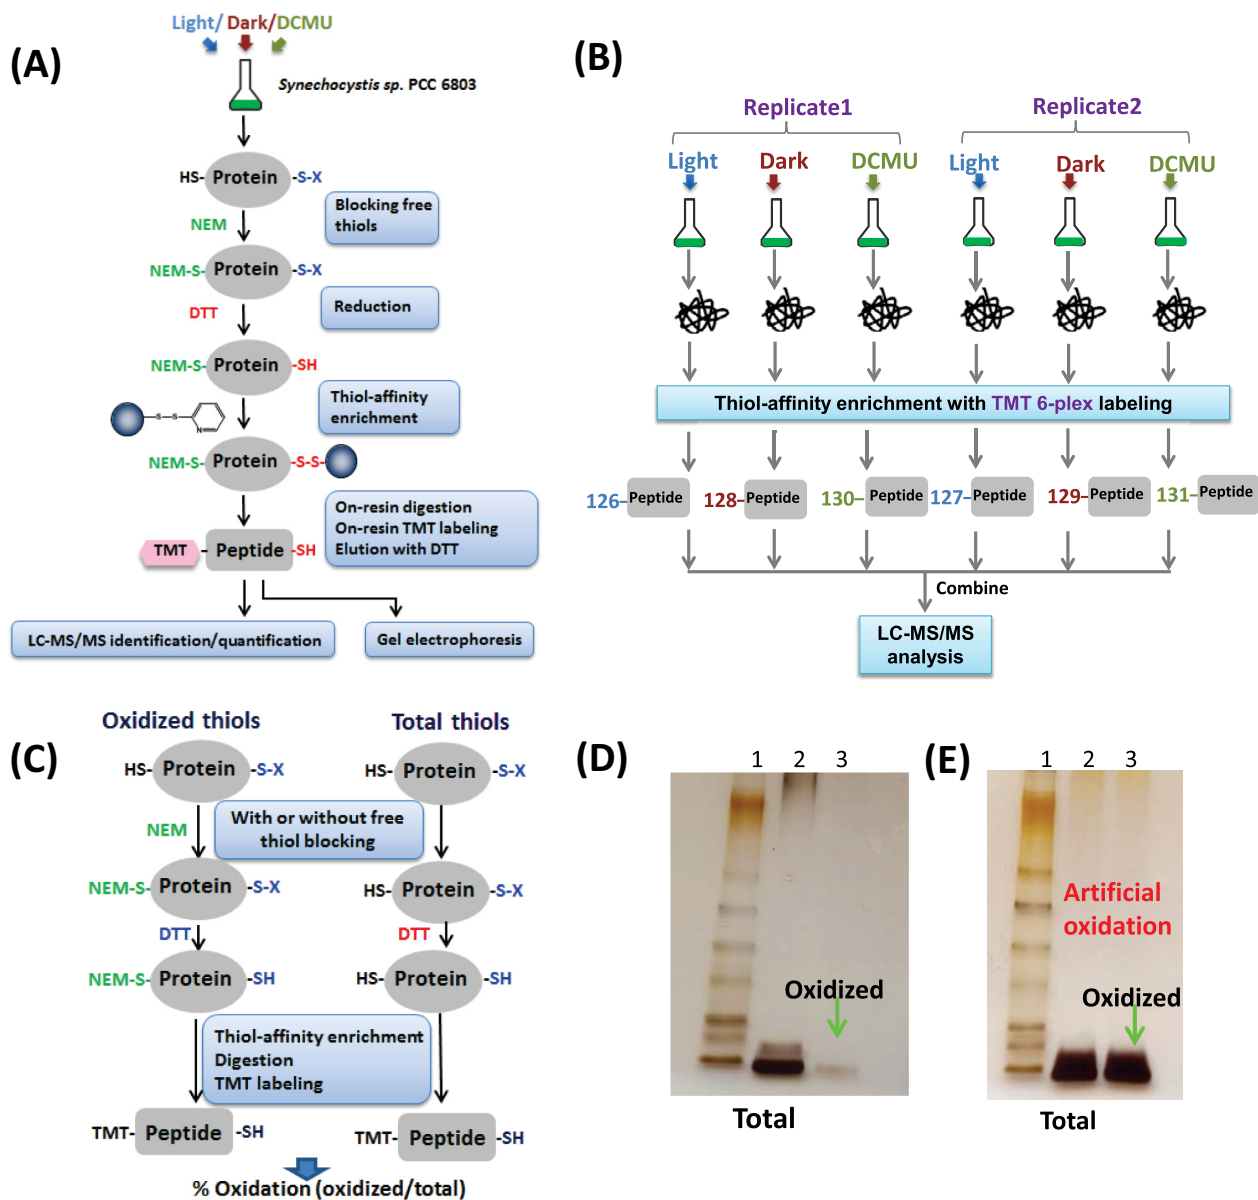 (A)
Light/ Dark/DCMU
Synechocystis sp. PCC 6803
HS-Protein-S-X
NEM
Blocking free
thiols
NEM-S-Protein-S-X
DTT
Reduction
NEM-S-Protein-SH
Thiol-affinity
enrichment
S-S
N
NEM-S-Protein-S-S-
On-resin digestion
On-resin TMT labeling
Elution with DTT
TMT-Peptide-SH
LC-MS/MS identification/quantification
Gel electrophoresis
(B)
Replicate1
Replicate2
Light
Dark
DCMU
Light
Dark
DCMU
Thiol-affinity enrichment with TMT 6-plex labeling
126-Peptide
128-Peptide
130-Peptide
127-Peptide
129-Peptide
131-Peptide
Combine
LC-MS/MS
analysis
(C)
Oxidized thiols
Total thiols
HS-Protein-S-X
HS-Protein-S-X
NEM
With or without free
thiol blocking
NEM-S-Protein-S-X
HS-Protein-S-X
DTT
DTT
NEM-S-Protein-SH
HS-Protein-SH
Thiol-affinity enrichment
Digestion
TMT labeling
TMT-Peptide-SH
TMT-Peptide-SH
% Oxidation (oxidized/total)
(D)
1 2 3
Oxidized
Total
(E)
1 2 3
Artificial
oxidation
Oxidized
Total